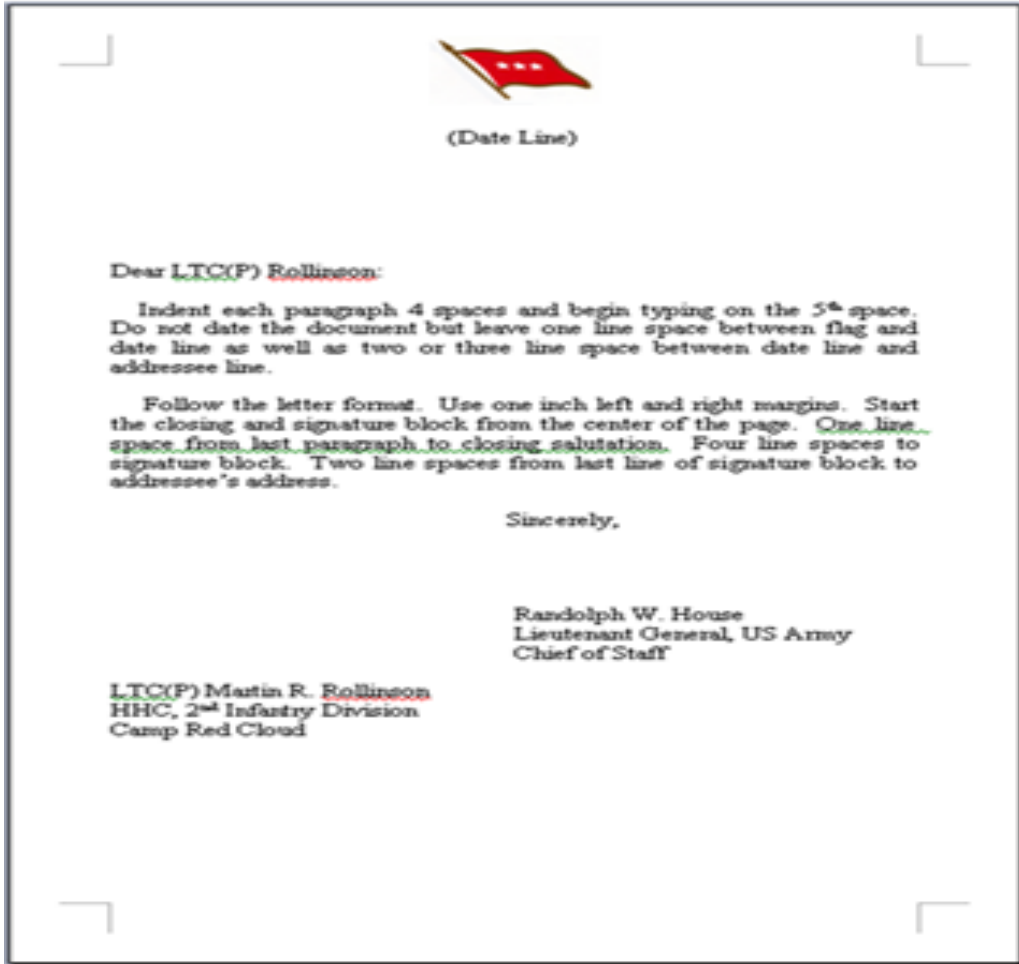 (Date Line)
Dear LTC(P) Rollinson:
Indent each paragraph 4 spaces and begin typing on the 5th space.
Do not date the document but leave one line space between flag and
date line as well as two or three line space between date line and
addressee line.
Follow the letter format. Use one inch left and right margins. Start
the closing and signature block from the center of the page. One line
space from last paragraph to closing salutation. Four line spaces to
signature block. Two line spaces from last line of signature block to
addressee's address.
Sincerely,
Randolph W. House
Lieutenant General, US Army
Chief of Staff
LTC(P) Martin R. Rollinson
HHC, 2nd Infantry Division
Camp Red Cloud